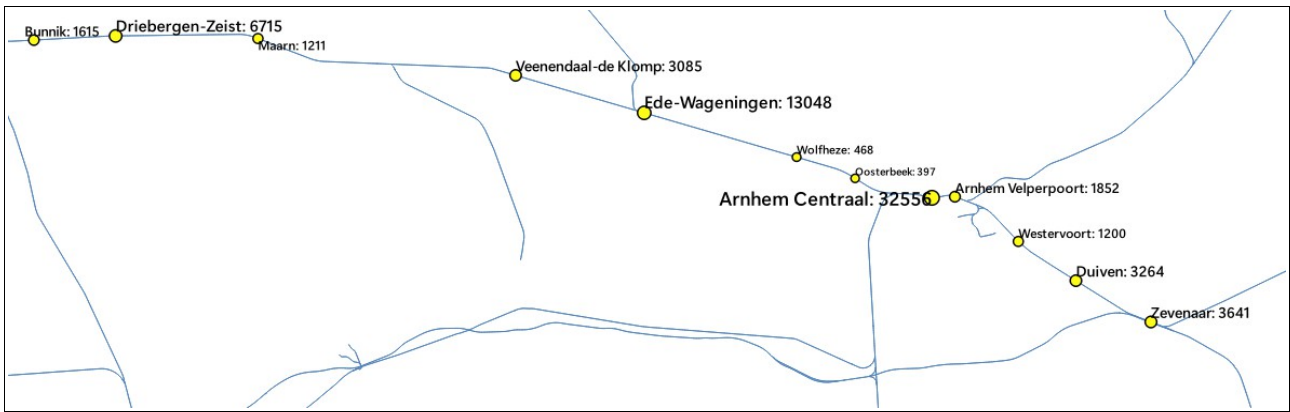 Bunnik: 1615
Driebergen-Zeist: 6715
Maarn: 1211
Veenendaal-de Klomp: 3085
Ede-Wageningen: 13048
Wolfheze: 468
Oosterbeek: 397
Arnhem Centraal: 32556
Arnhem Velperpoort: 1852
Westervoort: 1200
Duiven: 3264
Zevenaar: 3641